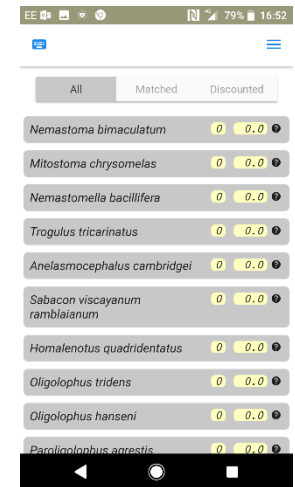 EE 79% 16:52
All Matched Discounted
Nemastoma bimaculatum 0 0.0 ?
Mitostoma chrysomelas 0 0.0 ?
Nemastomella bacillifera 0 0.0 ?
Trogulus tricarinatus 0 0.0 ?
Anelasmocephalus cambridgei 0 0.0 ?
Sabacon viscayanum 0 0.0 ?
ramblaianum
Homalenotus quadridentatus 0 0.0 ?
Oligolophus tridens 0 0.0 ?
Oligolophus hanseni 0 0.0 ?
Paroligolophus agrestis 0 0.0 ?